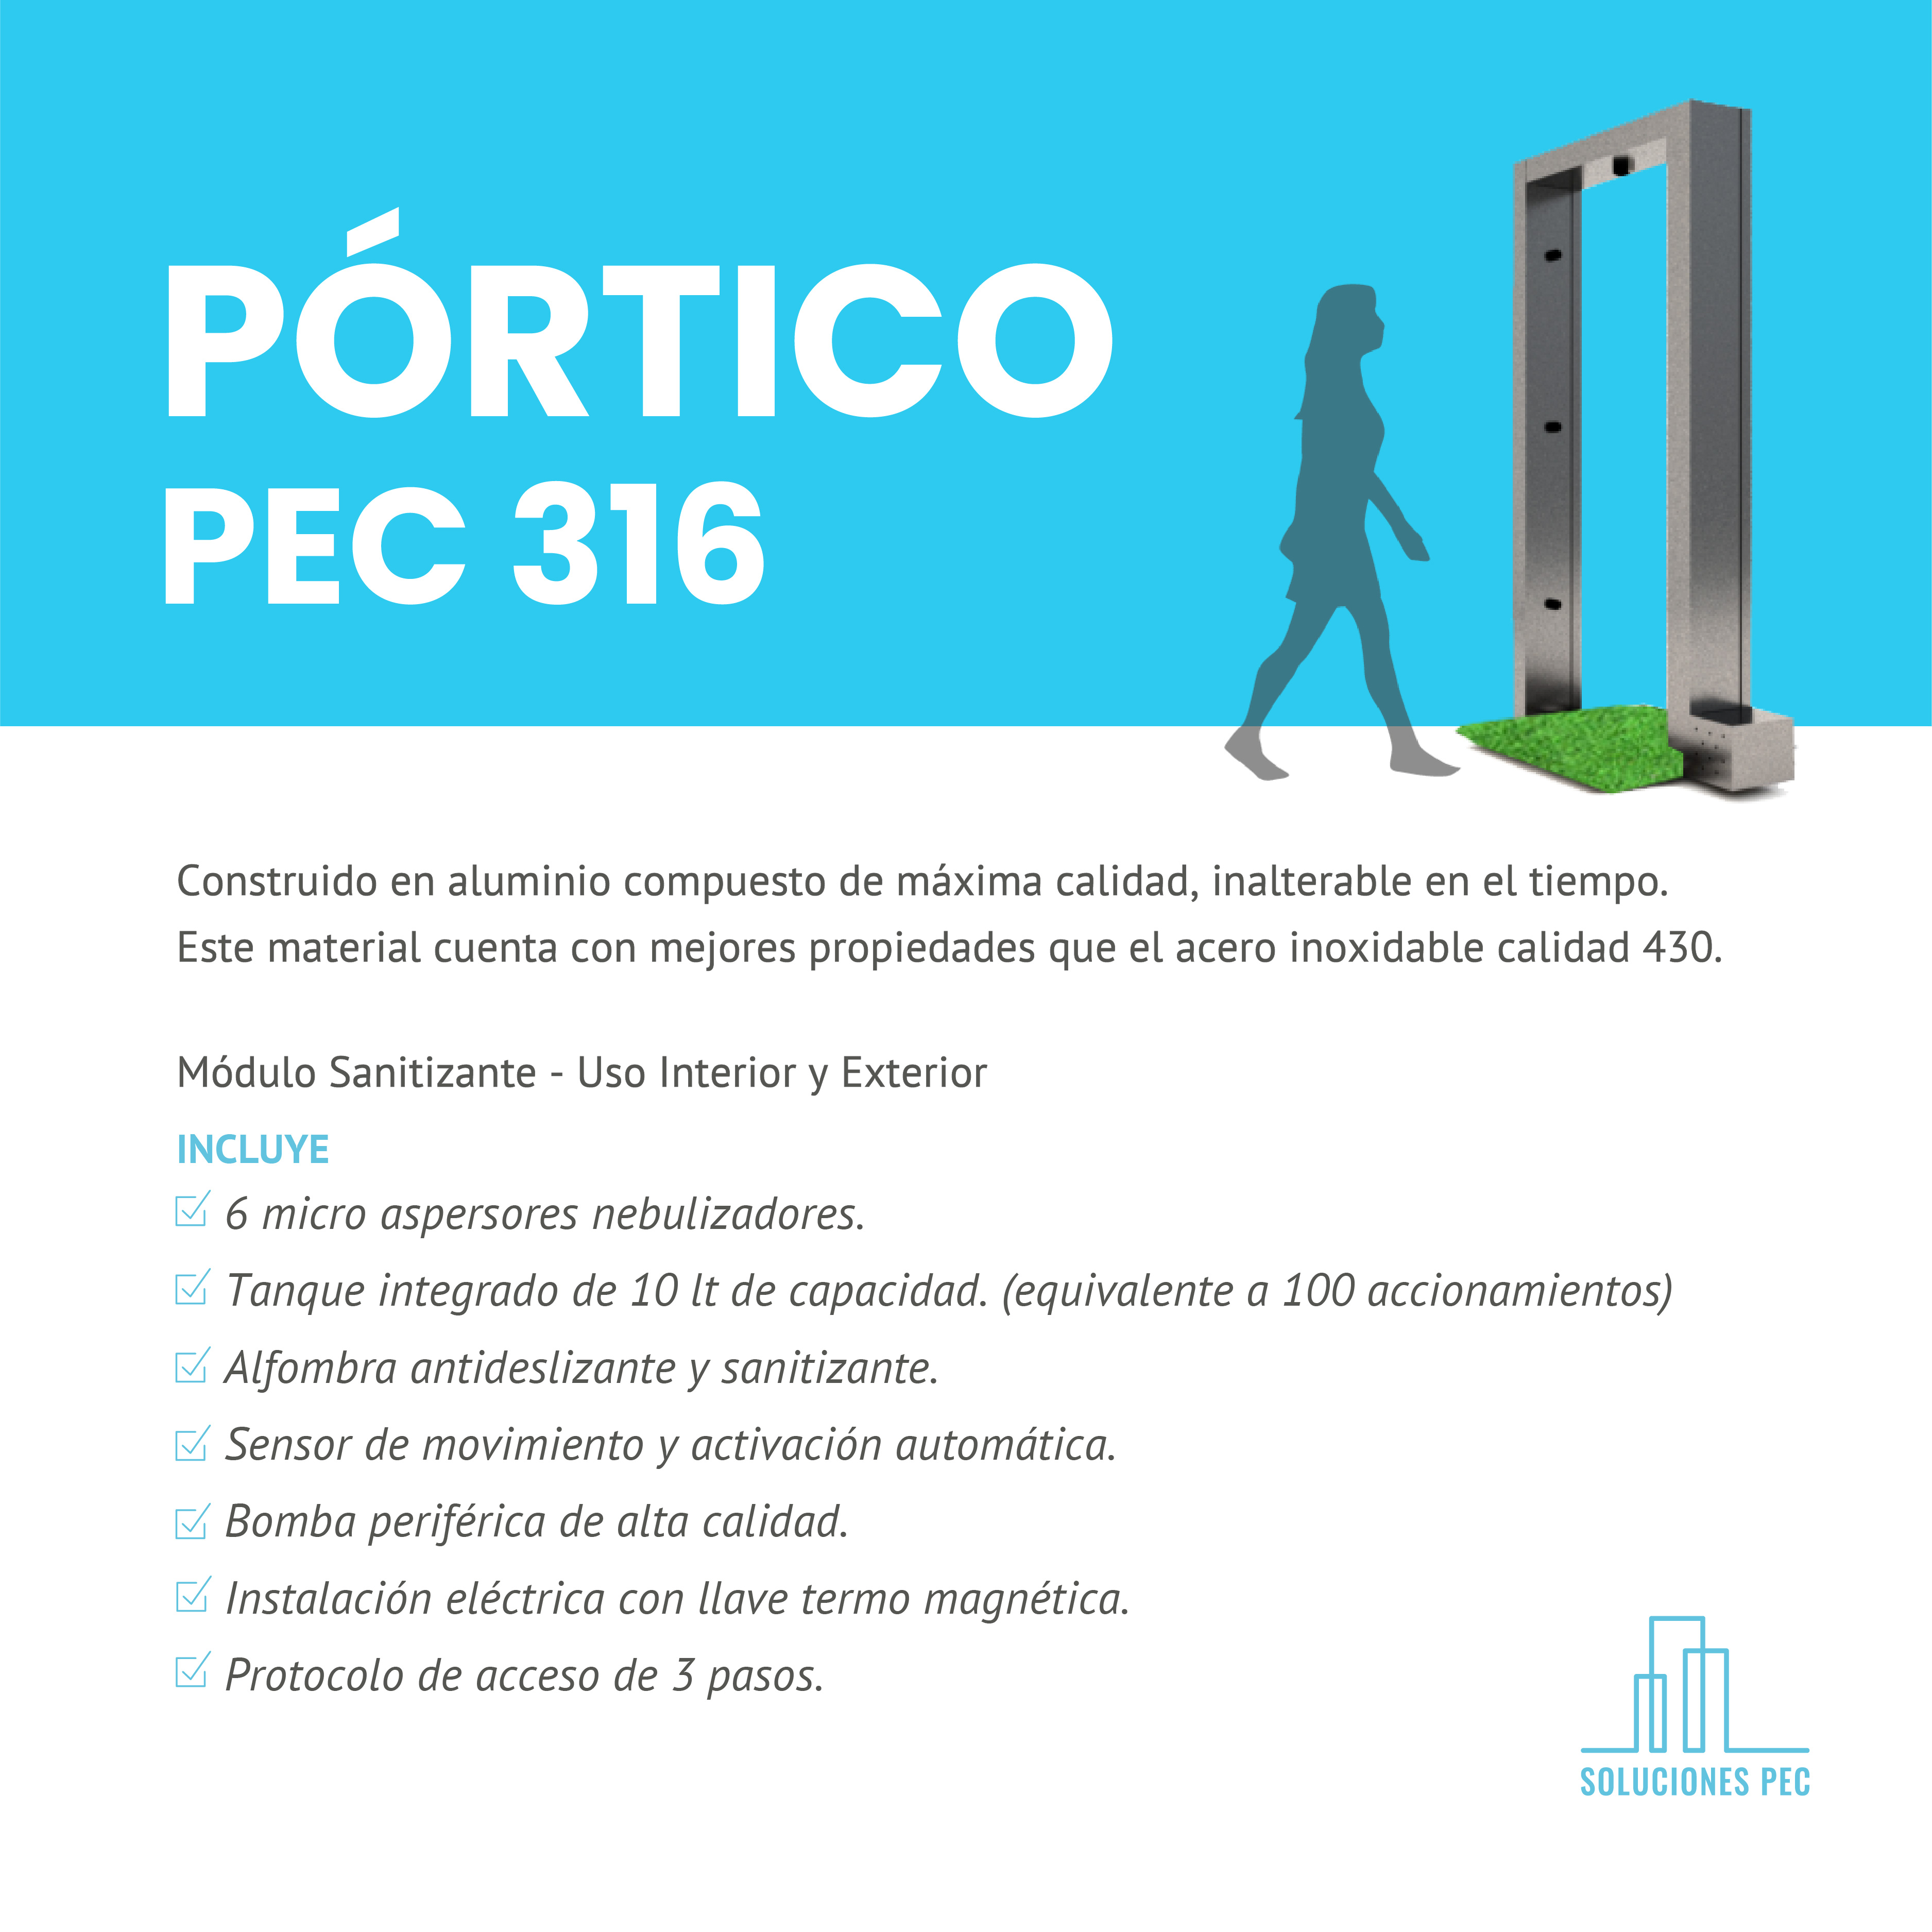 PÓRTICO
PEC 316
Construido en aluminio compuesto de máxima calidad, inalterable en el tiempo.
Este material cuenta con mejores propiedades que el acero inoxidable calidad 430.
Módulo Sanitizante - Uso Interior y Exterior
INCLUYE
6 micro aspersores nebulizadores.
Tanque integrado de 10 lt de capacidad. (equivalente a 100 accionamientos)
Alfombra antideslizante y sanitizante.
Sensor de movimiento y activación automática.
Bomba periférica de alta calidad.
Instalación eléctrica con llave termo magnética.
Protocolo de acceso de 3 pasos.
SOLUCIONES PEC